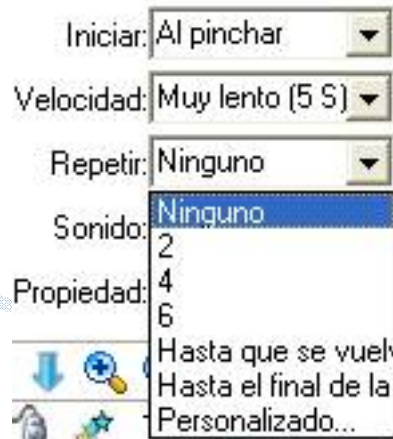 Iniciar: Al pinchar
Velocidad: Muy lento (5 S)
Repetir: Ninguno
Ninguno
Sonido:
2
Propiedad:
4
6
Hasta que se
Hasta el final de la
Personalizado...